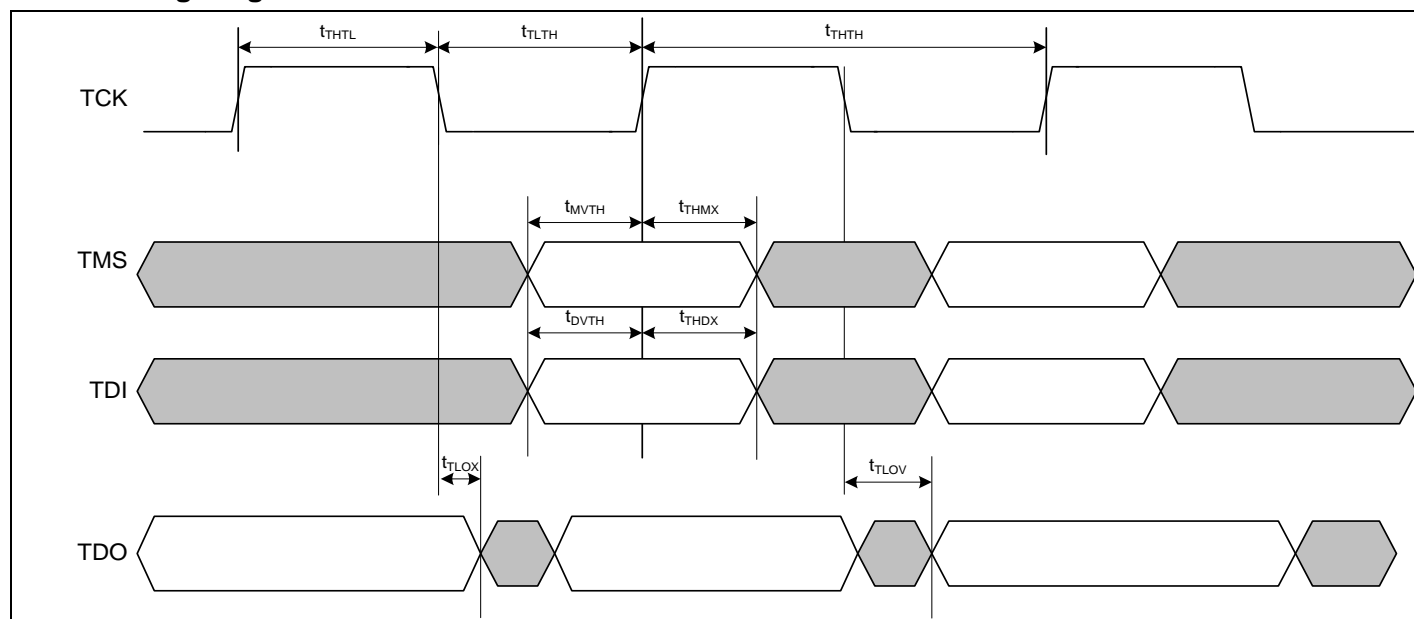 tTHTL tTLTH tTHTH
TCK
tMVTH tTHMX
TMS
tDVTH tTHDX
TDI
tTLOX tTLOV
TDO